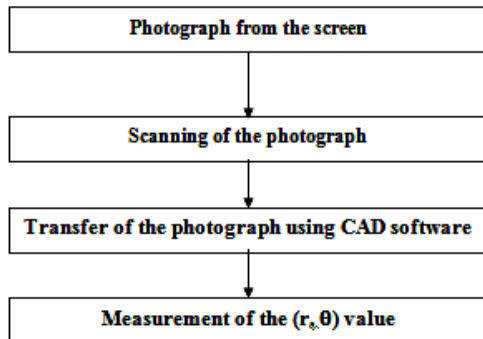 Photograph from the screen
Scanning of the photograph
Transfer of the photograph using CAD software
Measurement of the (r, θ) value